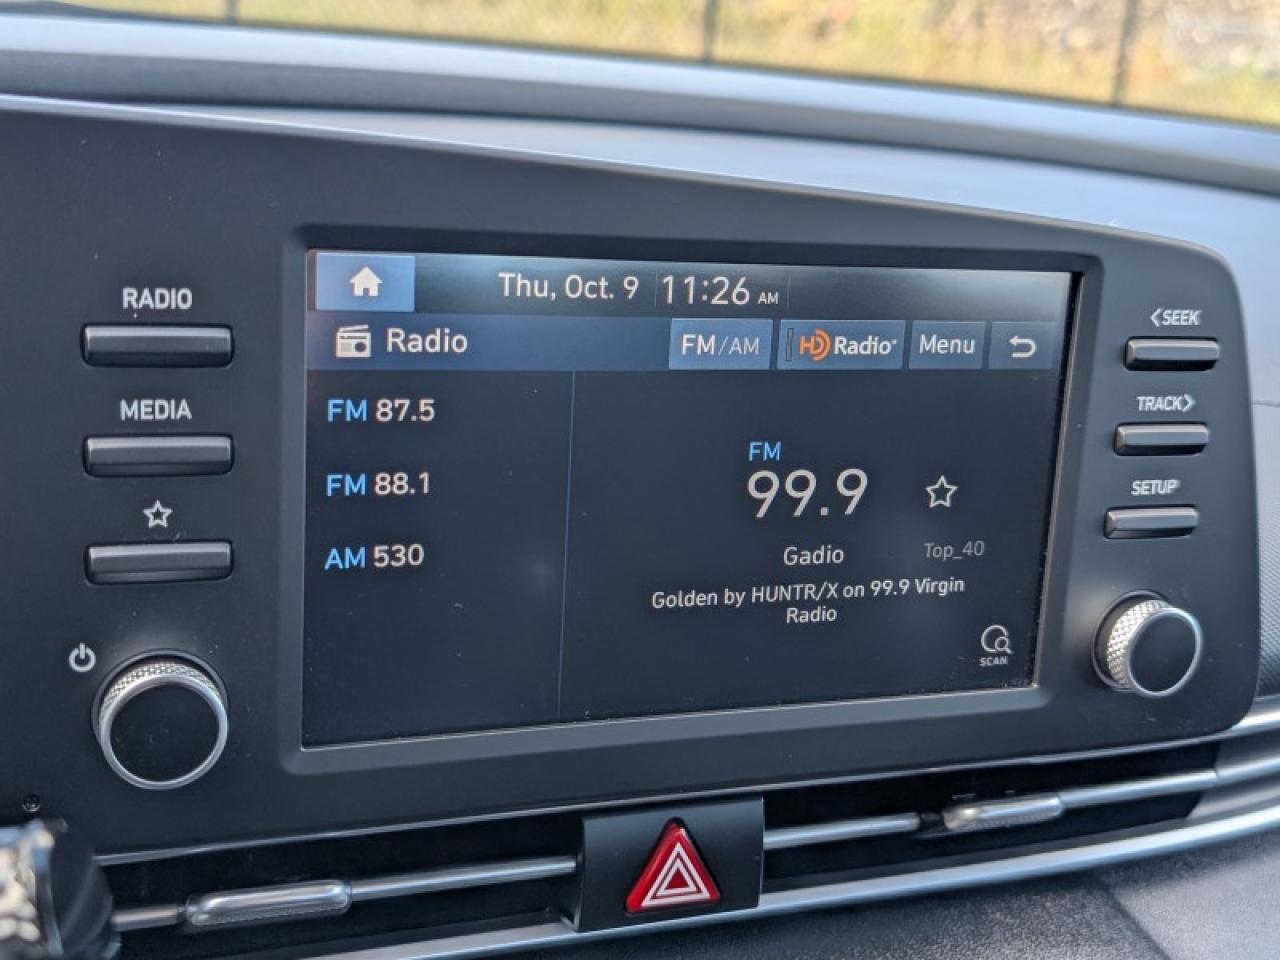 RADIO
MEDIA
Thu, Oct. 9 11:26 AM
Radio
FM/AM
HD Radio
Menu
FM 87.5
FM 88.1
AM 530
FM
99.9
Gadio
Top_40
Golden by HUNTR/X on 99.9 Virgin
Radio
SCAN
<SEEK
TRACK>
SETUP